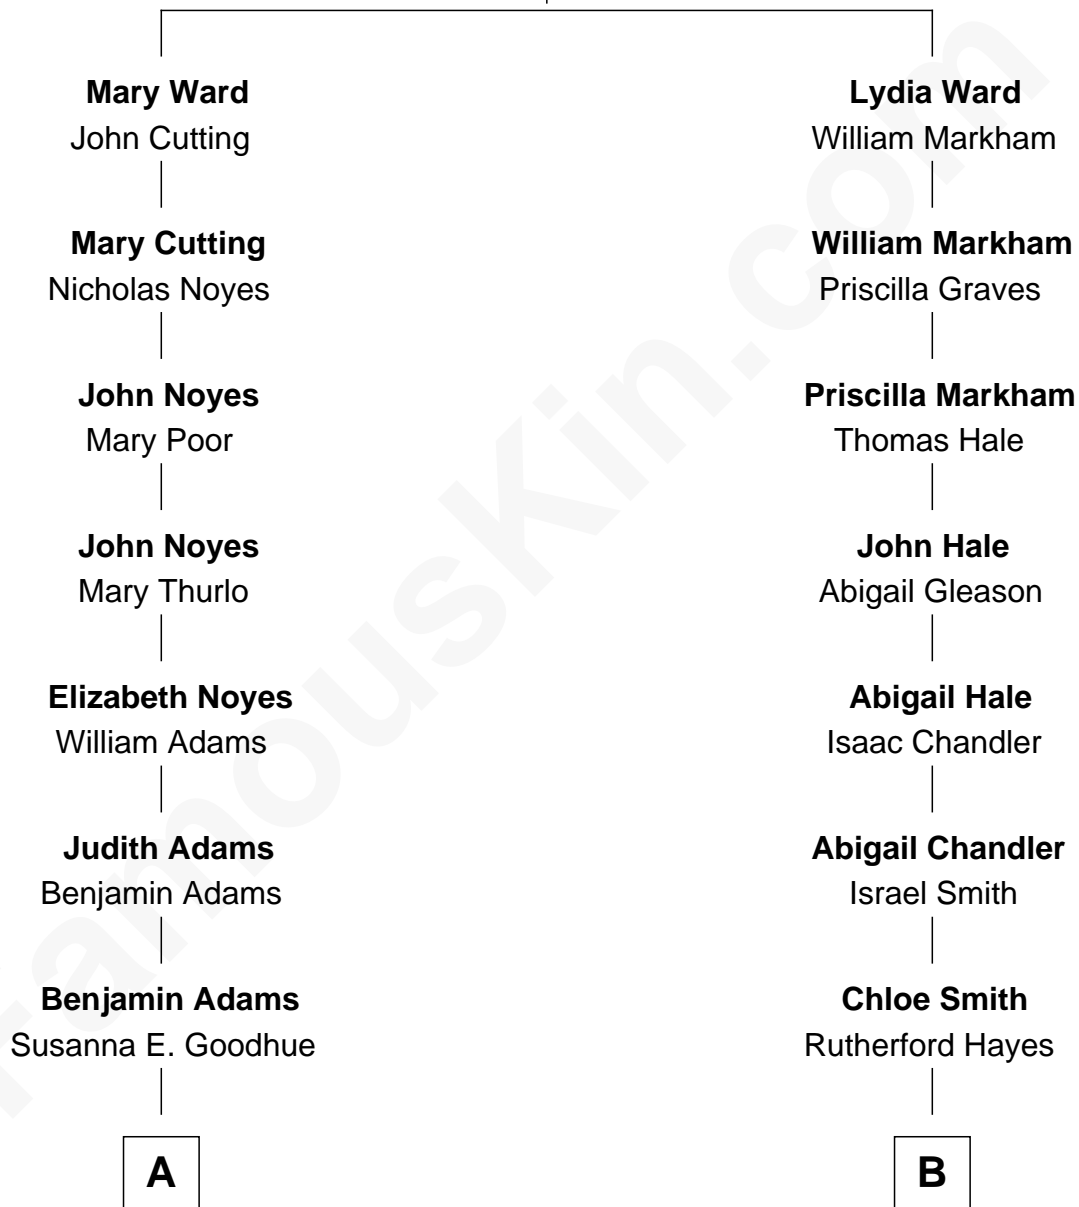 Mary Ward
John Cutting
Mary Cutting
Nicholas Noyes
John Noyes
Mary Poor
John Noyes
Mary Thurlo
Elizabeth Noyes
William Adams
Judith Adams
Benjamin Adams
Benjamin Adams
Susanna E. Goodhue
A
Lydia Ward
William Markham
William Markham
Priscilla Graves
Priscilla Markham
Thomas Hale
John Hale
Abigail Gleason
Abigail Hale
Isaac Chandler
Abigail Chandler
Israel Smith
Chloe Smith
Rutherford Hayes
B
FamousKin.com